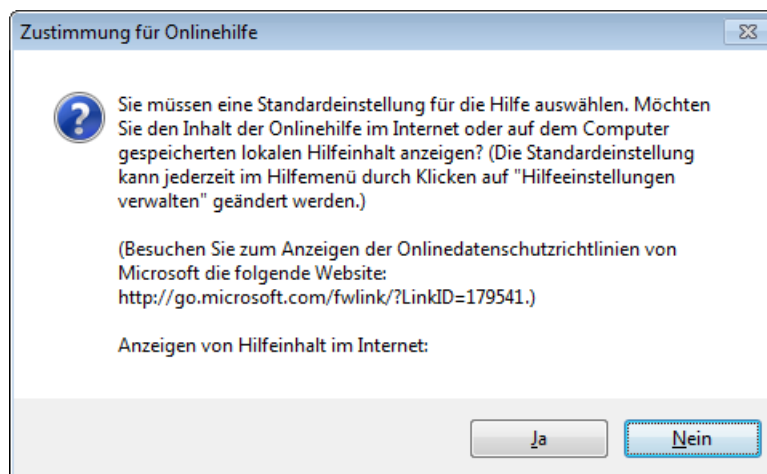 Zustimmung für Onlinehilfe
Sie müssen eine Standardeinstellung für die Hilfe auswählen. Möchten
Sie den Inhalt der Onlinehilfe im Internet oder auf dem Computer
gespeicherten lokalen Hilfeinhalt anzeigen? (Die Standardeinstellung
kann jederzeit im Hilfemenü durch Klicken auf "Hilfeeinstellungen
verwalten" geändert werden.)
(Besuchen Sie zum Anzeigen der Onlinedatenschutzrichtlinien von
Microsoft die folgende Website:
http://go.microsoft.com/fwlink/?LinkID=179541.)
Anzeigen von Hilfeinhalt im Internet:
Ja
Nein